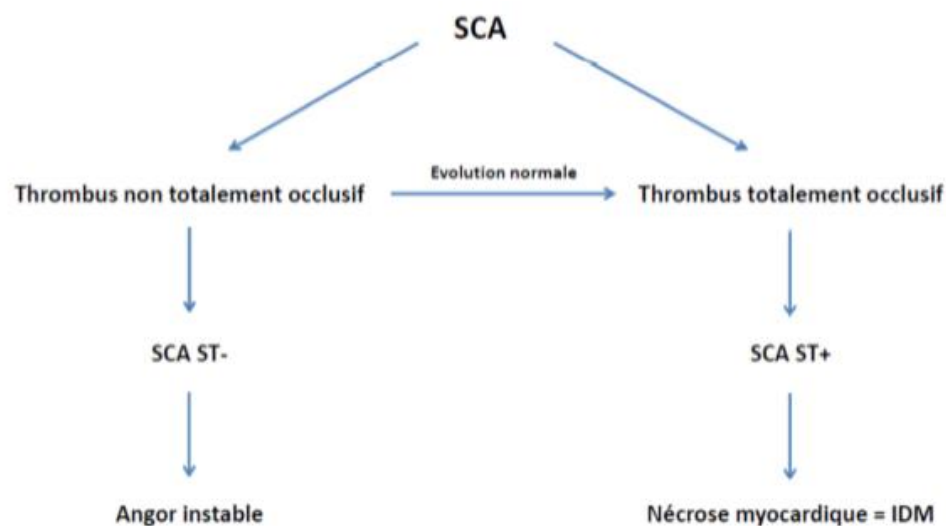 SCA
Evolution normale
Thrombus non totalement occlusif
Thrombus totalement occlusif
SCA ST-
SCA ST+
Angor instable
Nécrose myocardique = IDM